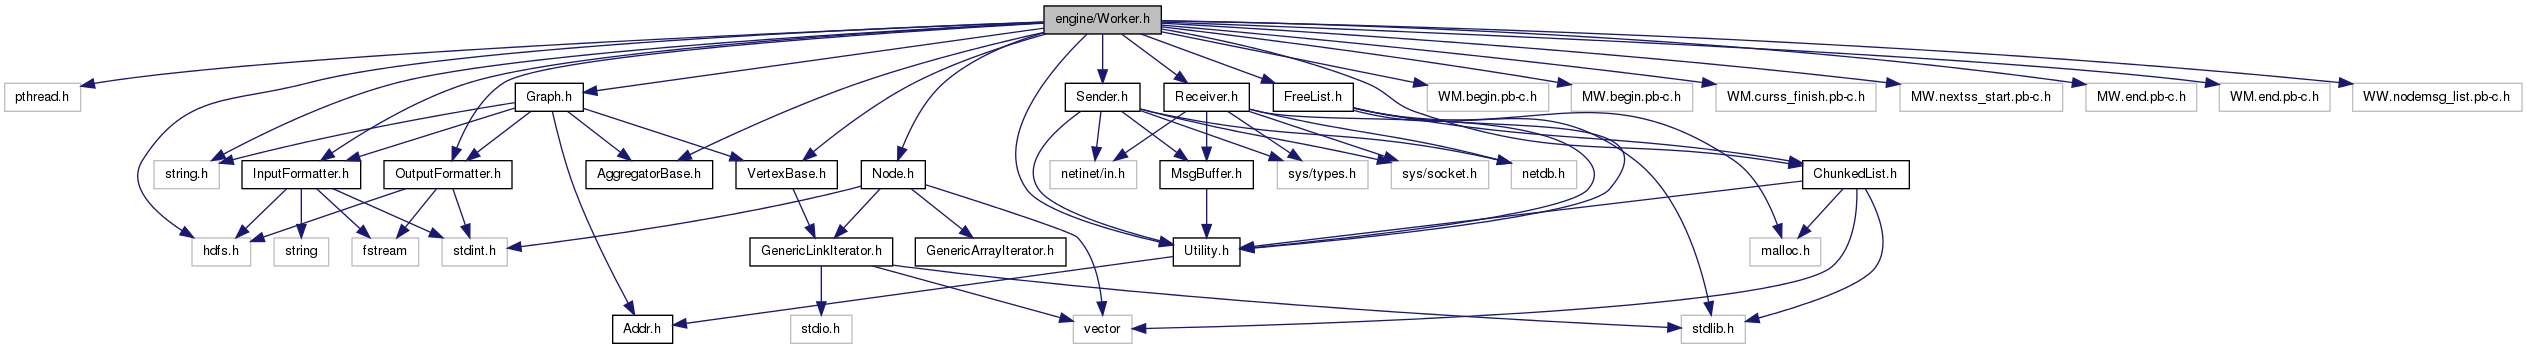 engine/Worker.h
pthread.h
Graph.h
Sender.h
Receiver.h
FreeList.h
WM.begin.pb-c.h
MW.begin.pb-c.h
WM.curss_finish.pb-c.h
MW.nextss_start.pb-c.h
MW.end.pb-c.h
WM.end.pb-c.h
WW.nodemsg_list.pb-c.h
string.h
InputFormatter.h
OutputFormatter.h
AggregatorBase.h
VertexBase.h
Node.h
netinet/in.h
MsgBuffer.h
sys/types.h
sys/socket.h
netdb.h
ChunkedList.h
hdfs.h
string
fstream
stdint.h
GenericLinkIterator.h
GenericArrayIterator.h
Utility.h
malloc.h
Addr.h
stdio.h
vector
stdlib.h